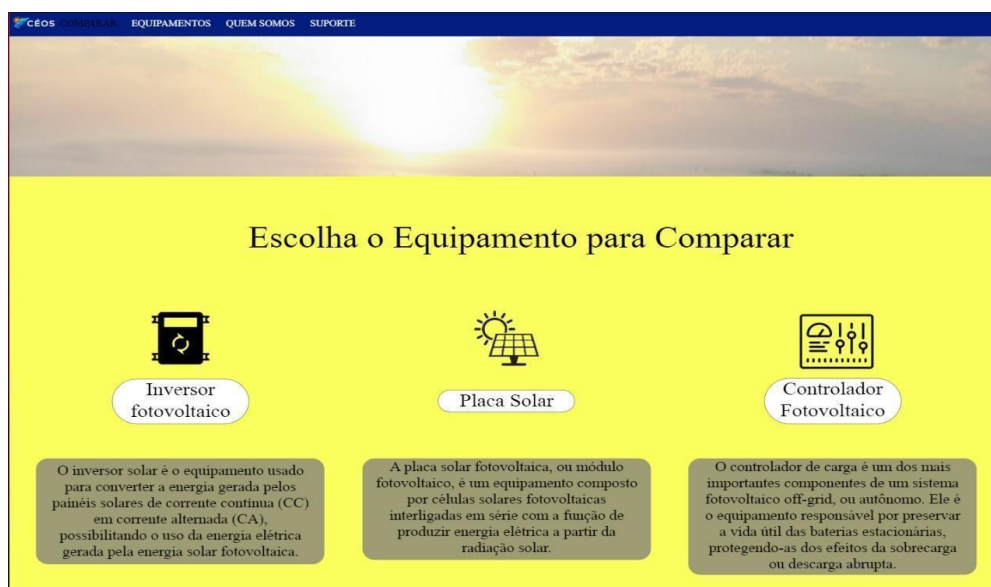 CÉOS COMPARAR EQUIPAMENTOS QUEM SOMOS SUPORTE
Escolha o Equipamento para Comparar
Inversor
fotovoltaico
Placa Solar
Controlador
Fotovoltaico
O inversor solar é o equipamento usado
para converter a energia gerada pelos
painéis solares de corrente contínua (CC)
em corrente alternada (CA),
possibilitando o uso da energia elétrica
gerada pela energia solar fotovoltaica.
A placa solar fotovoltaica, ou módulo
fotovoltaico, é um equipamento composto
por células solares fotovoltaicas
interligadas em série com a função de
produzir energia elétrica a partir da
radiação solar.
O controlador de carga é um dos mais
importantes componentes de um sistema
fotovoltaico off-grid, ou autônomo. Ele é
o equipamento responsável por preservar
a vida útil das baterias estacionárias,
protegendo-as dos efeitos da sobrecarga
ou descarga abrupta.